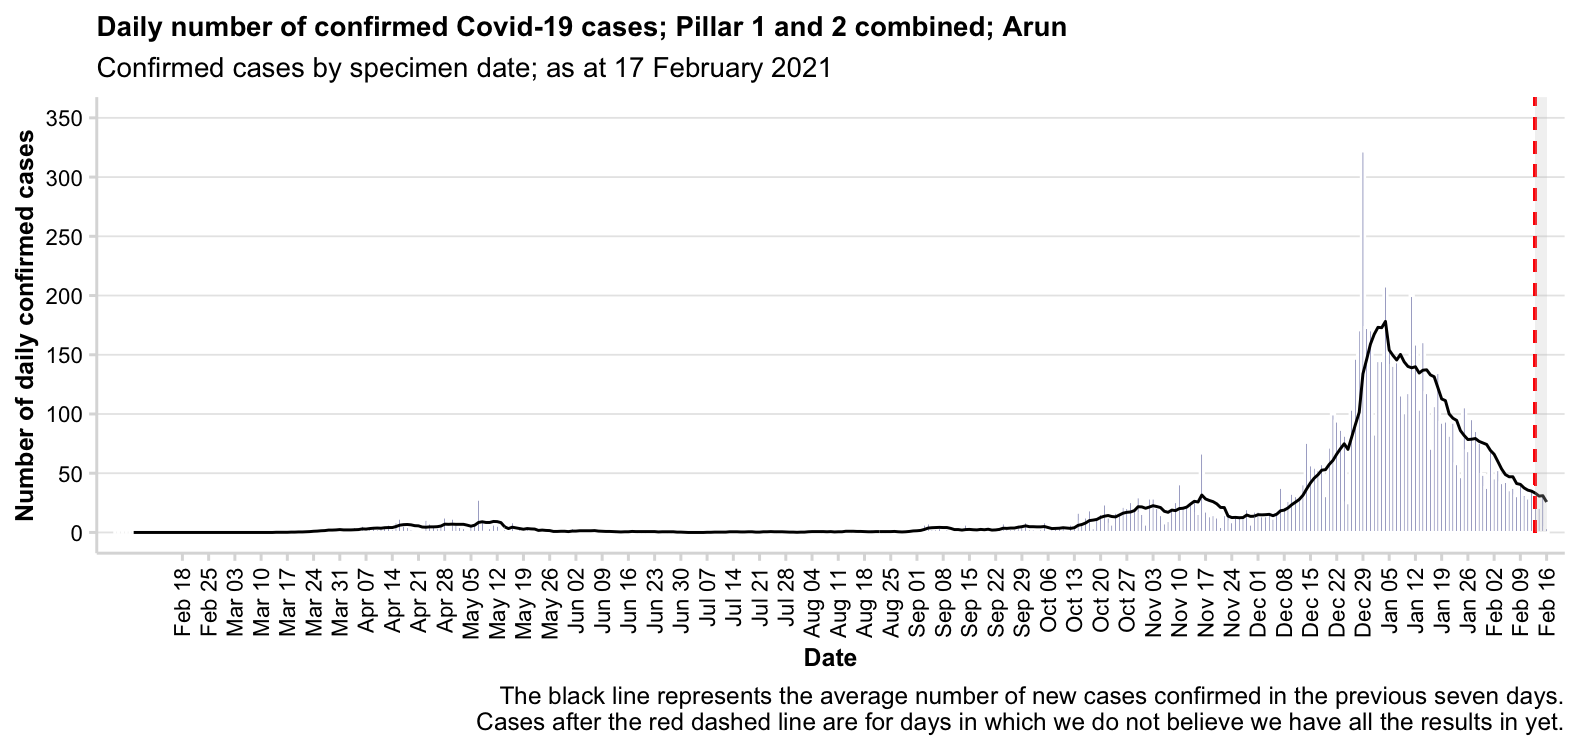 Daily number of confirmed Covid-19 cases; Pillar 1 and 2 combined; Arun
Confirmed cases by specimen date; as at 17 February 2021
Number of daily confirmed cases
350
300
250
200
150
100
50
0
Feb 18
Feb 25
Mar 03
Mar 10
Mar 17
Mar 24
Mar 31
Apr 07
Apr 14
Apr 21
Apr 28
May 05
May 12
May 19
May 26
Jun 02
Jun 09
Jun 16
Jun 23
Jun 30
Jul 07
Jul 14
Jul 21
Jul 28
Aug 04
Aug 11
Aug 18
Aug 25
Sep 01
Sep 08
Sep 15
Sep 22
Sep 29
Oct 06
Oct 13
Oct 20
Oct 27
Nov 03
Nov 10
Nov 17
Nov 24
Dec 01
Dec 08
Dec 15
Dec 22
Dec 29
Jan 05
Jan 12
Jan 19
Jan 26
Feb 02
Feb 09
Feb 16
Date
The black line represents the average number of new cases confirmed in the previous seven days.
Cases after the red dashed line are for days in which we do not believe we have all the results in yet.